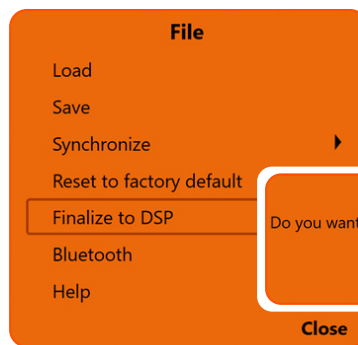 File
Load
Save
Synchronize
Reset to factory default
Finalize to DSP
Do you want
Bluetooth
Help
Close